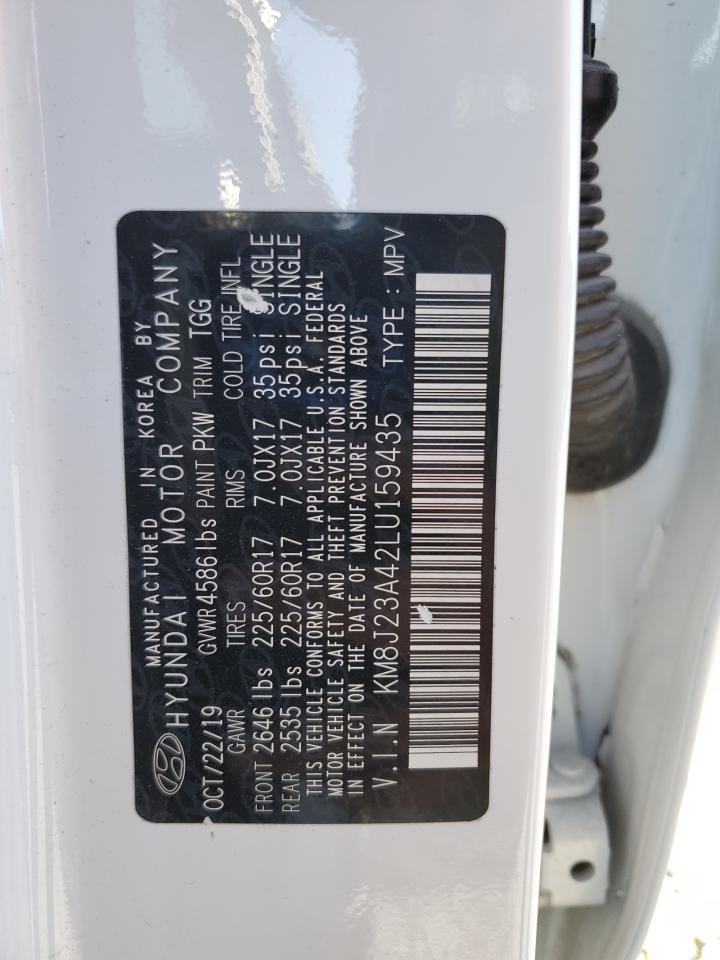 MANUFACTURED IN KOREA BY
HYUNDAI MOTOR COMPANY
OCT/22/19 GVWR 4586 lbs PAINT PKW TRIM TGG
GAWR TIRES RIMS COLD TIRE INFL
FRONT 2646 lbs 225/60R17 7.0JX17 35psi SINGLE
REAR 2535 lbs 225/60R17 7.0JX17 35psi SINGLE
THIS VEHICLE CONFORMS TO ALL APPLICABLE U.S.A. FEDERAL
MOTOR VEHICLE SAFETY AND THEFT PREVENTION STANDARDS
IN EFFECT ON THE DATE OF MANUFACTURE SHOWN ABOVE
V.I.N KM8J23A42LU159435 TYPE : MPV